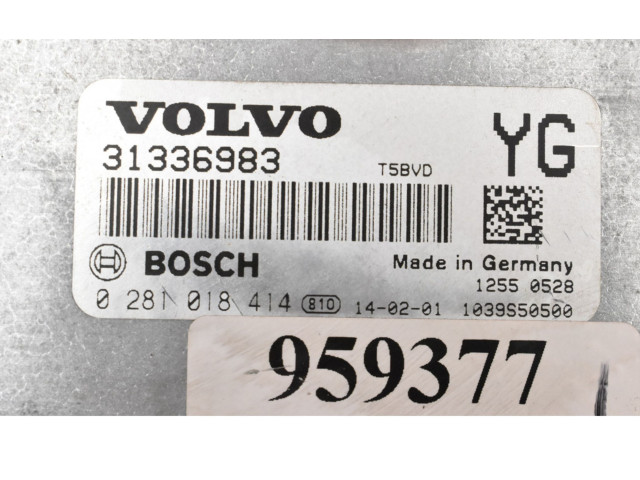 VOLVO YG
31336983 T5BVD
BOSCH Made in Germany
1255 0528
0 281 018 414 810 14-02-01 1039S50500
959377